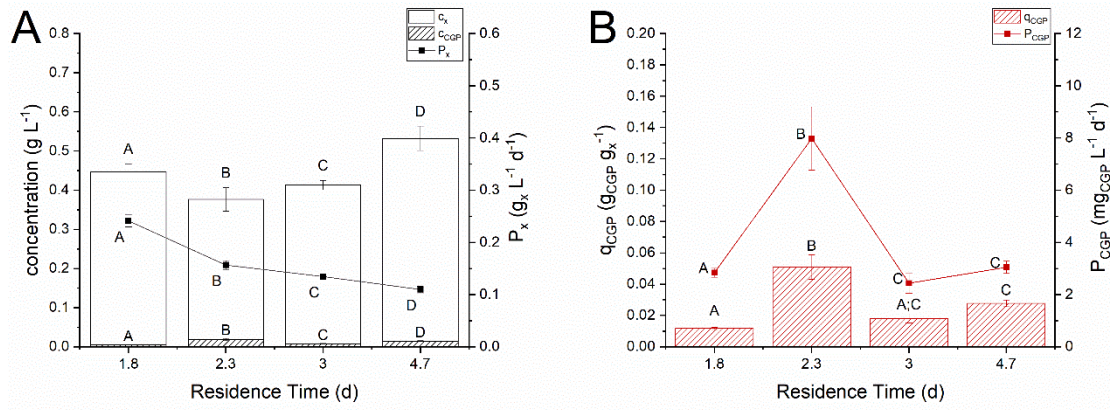 A
c_x
c_CGP
P_x
0.8
0.7
0.6
0.5
0.4
0.3
0.2
0.1
0.0
concentration (g L⁻¹)
A
B
C
D
A
B
C
D
A
B
C
D
0.6
0.5
0.4
0.3
0.2
0.1
0.0
P_x (g_x L⁻¹ d⁻¹)
1.8 2.3 3 4.7
Residence Time (d)
B
q_CGP
P_CGP
0.20
0.18
0.16
0.14
0.12
0.10
0.08
0.06
0.04
0.02
0.00
q_CGP (g_CGP g_x⁻¹)
A
B
C
C
A
B
A;C
C
12
10
8
6
4
2
0
P_CGP (mg_CGP L⁻¹ d⁻¹)
1.8 2.3 3 4.7
Residence Time (d)